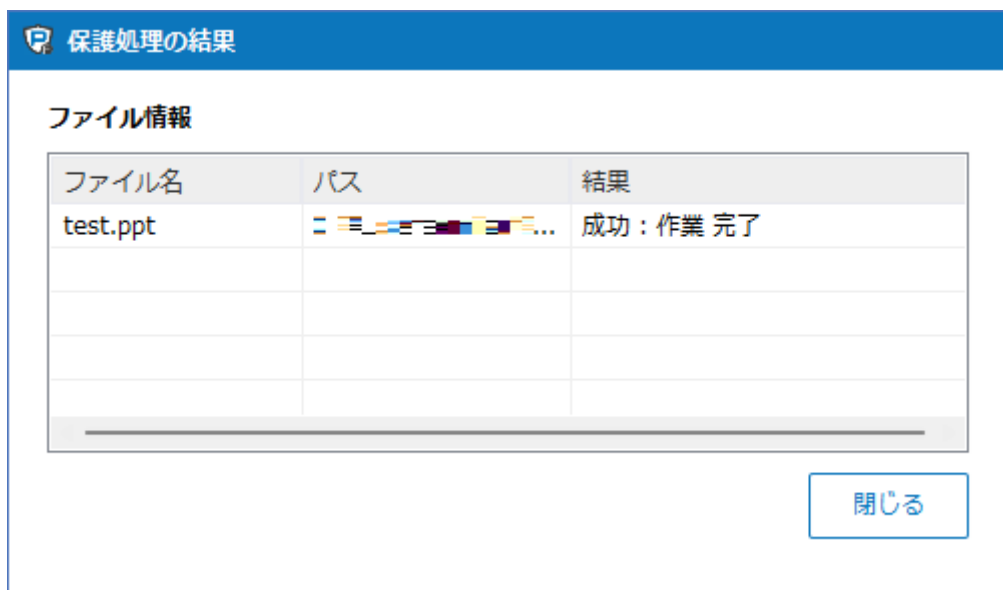 保護処理の結果
ファイル情報
ファイル名 パス 結果
test.ppt ... 成功：作業 完了
閉じる